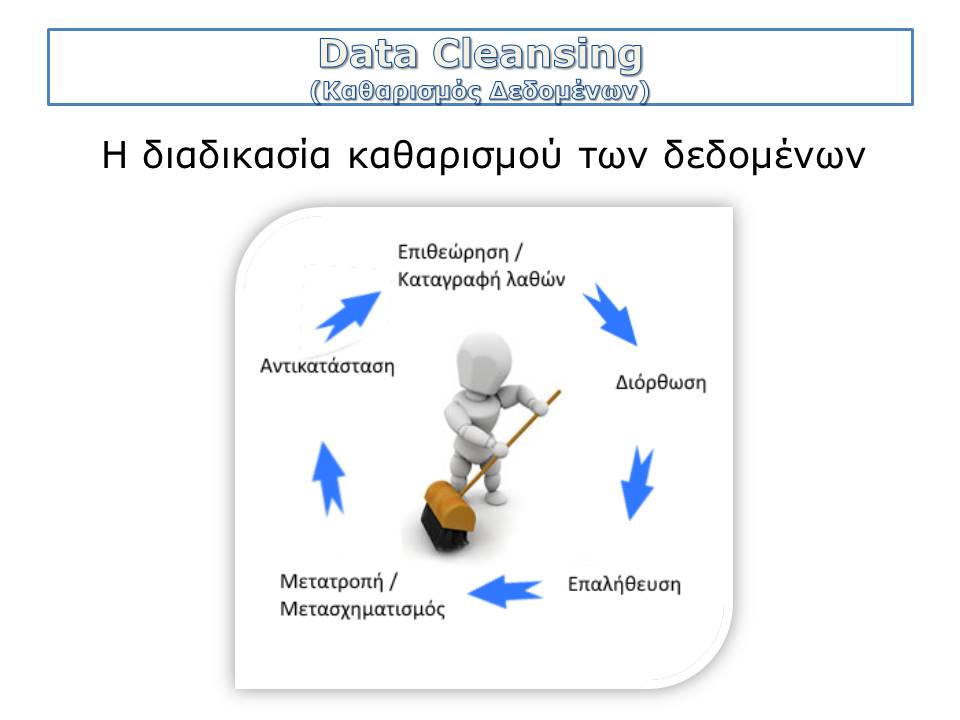 Data Cleansing
(Καθαρισμός Δεδομένων)
Η διαδικασία καθαρισμού των δεδομένων
Επιθεώρηση /
Καταγραφή λαθών
Διόρθωση
Επαλήθευση
Μετατροπή /
Μετασχηματισμός
Αντικατάσταση